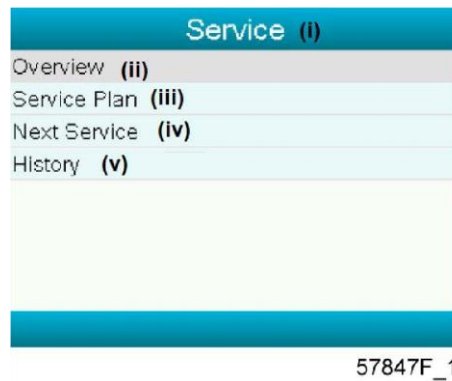 Service (i)
Overview (ii)
Service Plan (iii)
Next Service (iv)
History (v)
57847F_1